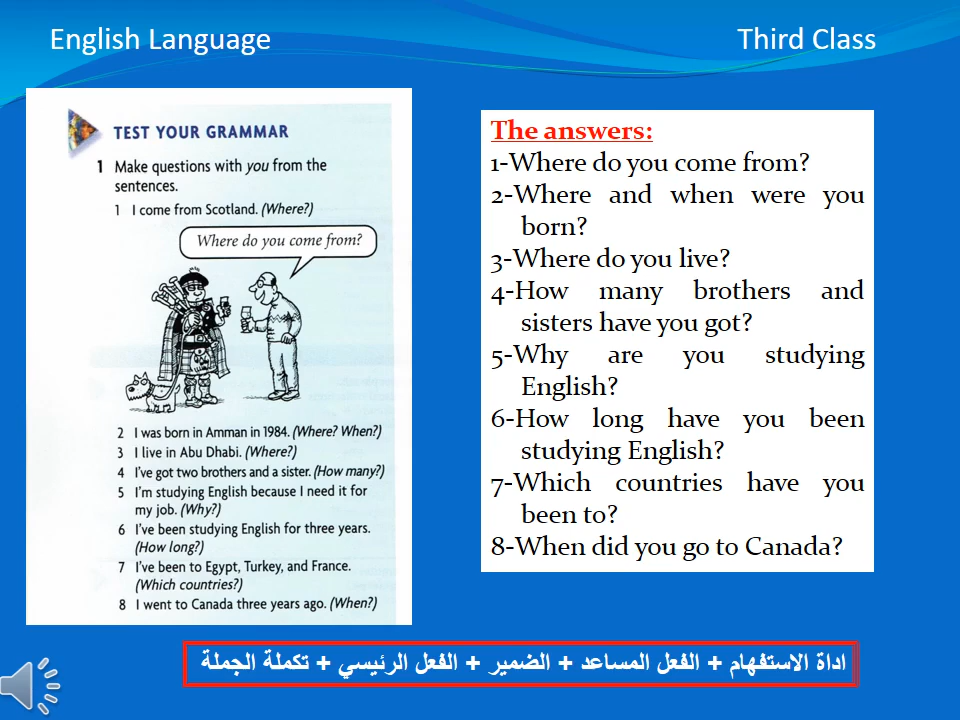 English Language
Third Class
TEST YOUR GRAMMAR
1 Make questions with you from the
sentences.
1 I come from Scotland. (Where?)
Where do you come from?
2 I was born in Amman in 1984. (Where? When?)
3 I live in Abu Dhabi. (Where?)
4 I've got two brothers and a sister. (How many?)
5 I'm studying English because I need it for
my job. (Why?)
6 I've been studying English for three years.
(How long?)
7 I've been to Egypt, Turkey, and France.
(Which countries?)
8 I went to Canada three years ago. (When?)
The answers:
1-Where do you come from?
2-Where and when were you
born?
3-Where do you live?
4-How many brothers and
sisters have you got?
5-Why are you studying
English?
6-How long have you been
studying English?
7-Which countries have you
been to?
8-When did you go to Canada?
اداة الاستفهام + الفعل المساعد + الضمير + الفعل الرئيسي + تكملة الجملة